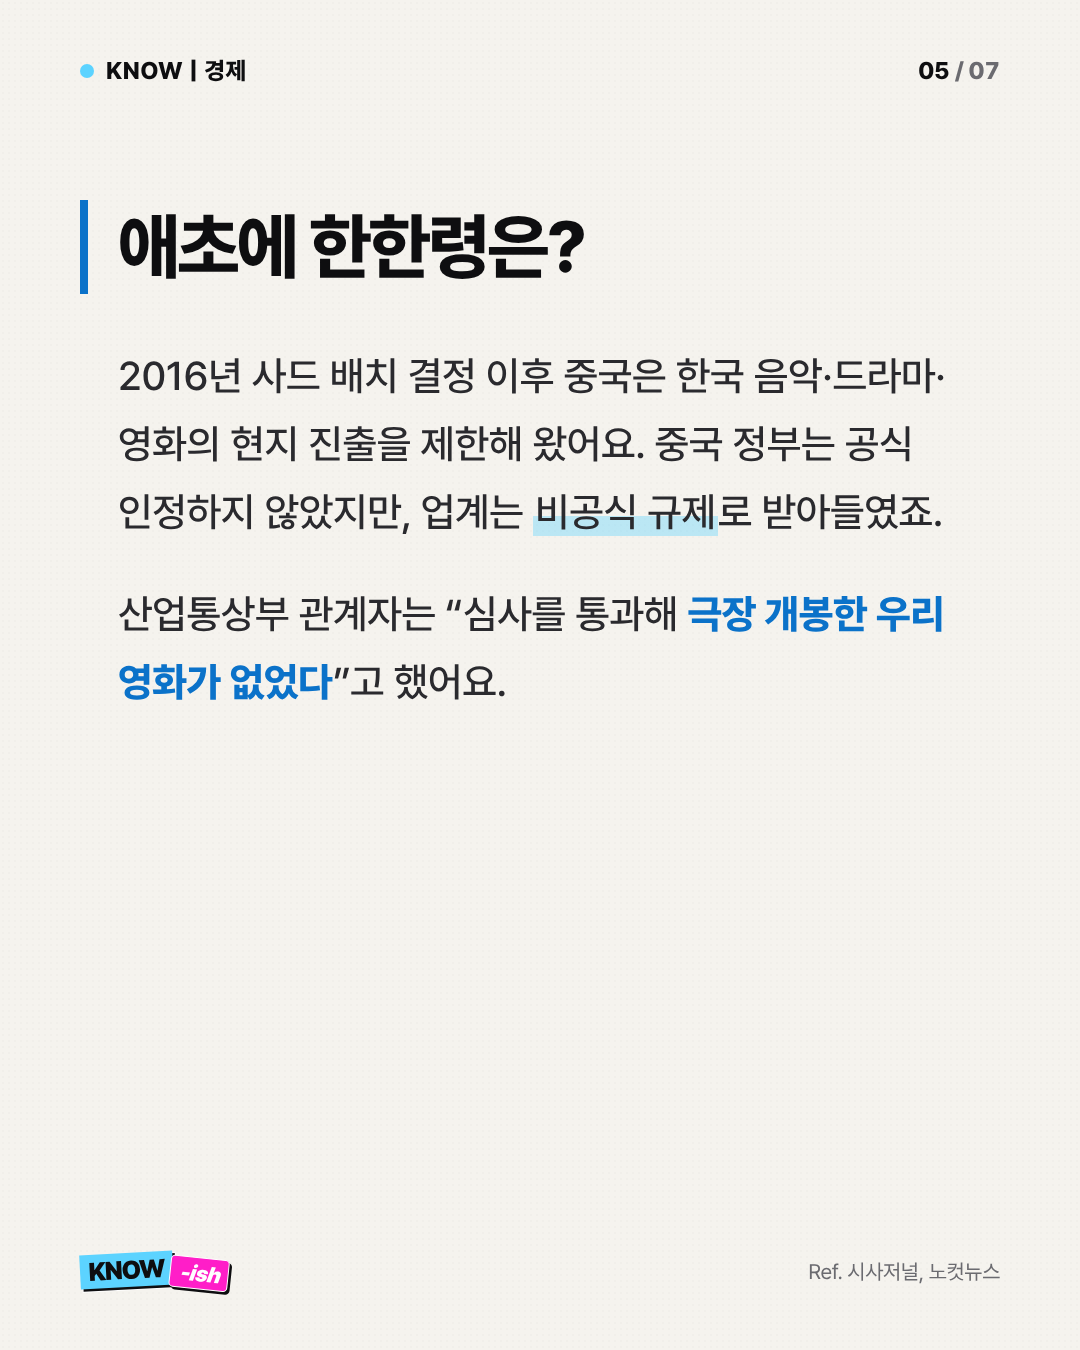 KNOW | 경제
05 / 07
애초에 한한령은?
2016년 사드 배치 결정 이후 중국은 한국 음악·드라마·
영화의 현지 진출을 제한해 왔어요. 중국 정부는 공식
인정하지 않았지만, 업계는 비공식 규제로 받아들였죠.
산업통상부 관계자는 “심사를 통과해 극장 개봉한 우리
영화가 없었다”고 했어요.
KNOW -ish
Ref. 시사저널, 노컷뉴스